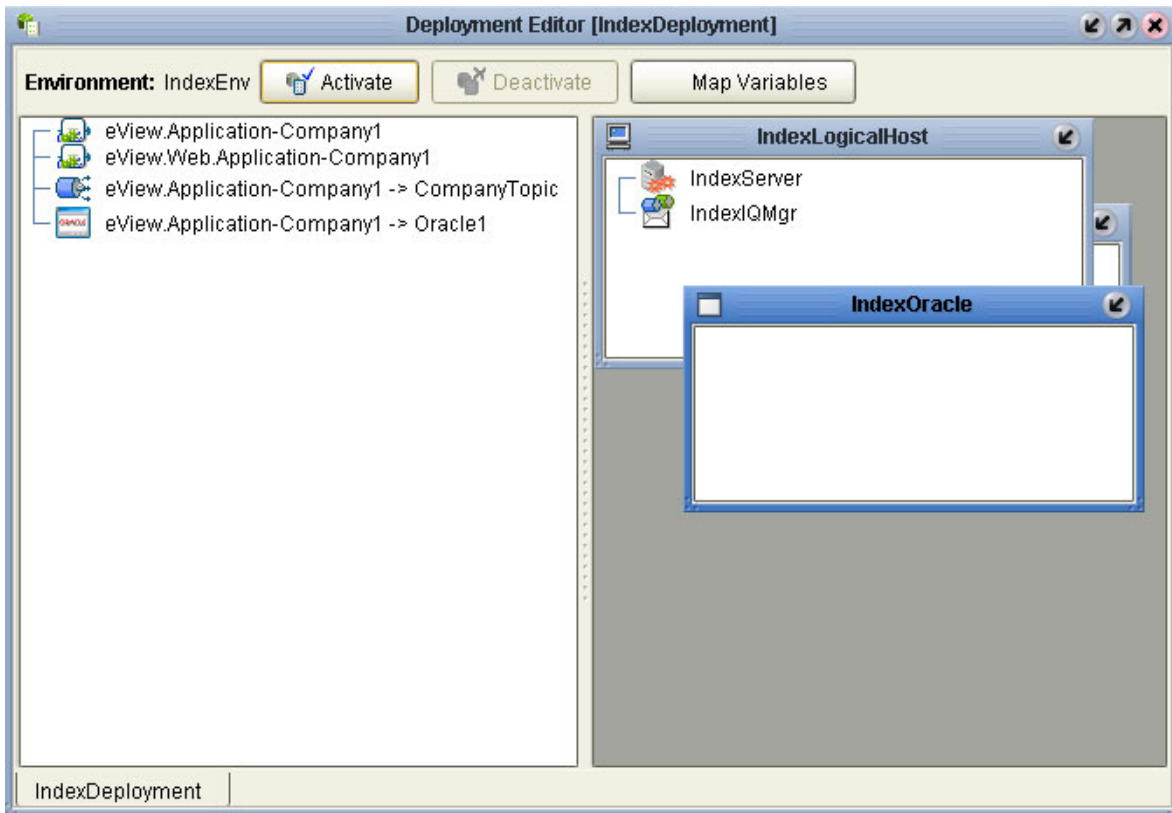 Deployment Editor [IndexDeployment]
Environment: IndexEnv Activate Deactivate Map Variables
eView.Application-Company1
eView.Web.Application-Company1
eView.Application-Company1 -> CompanyTopic
ORACLE eView.Application-Company1 -> Oracle1
IndexLogicalHost
IndexServer
IndexIQMgr
IndexOracle
IndexDeployment